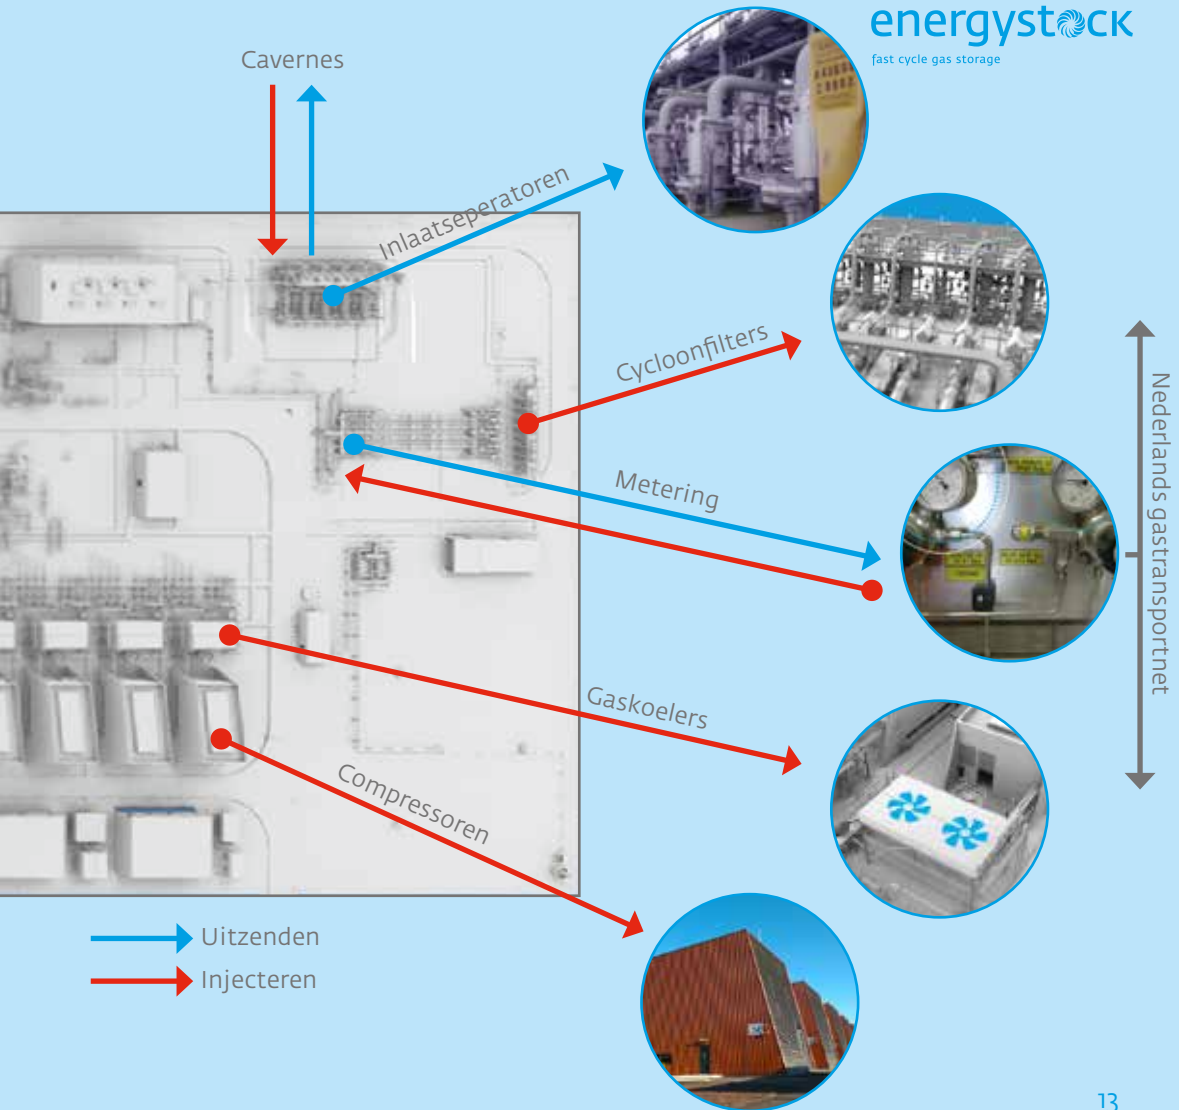 energystock
fast cycle gas storage
Cavernes
Inlaatseperatoren
Cycloonfilters
Metering
Nederlands gastransportnet
Gaskoelers
Compressoren
Uitzenden
Injecteren
13